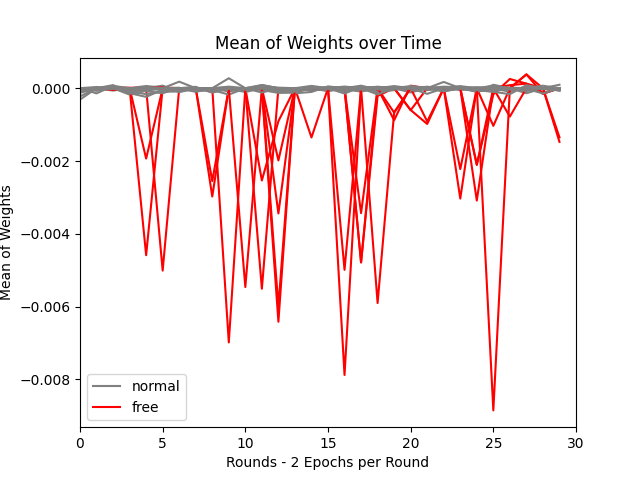 Mean of Weights over Time
Mean of Weights
0.000
−0.002
−0.004
−0.006
−0.008
normal
free
0 5 10 15 20 25 30
Rounds - 2 Epochs per Round